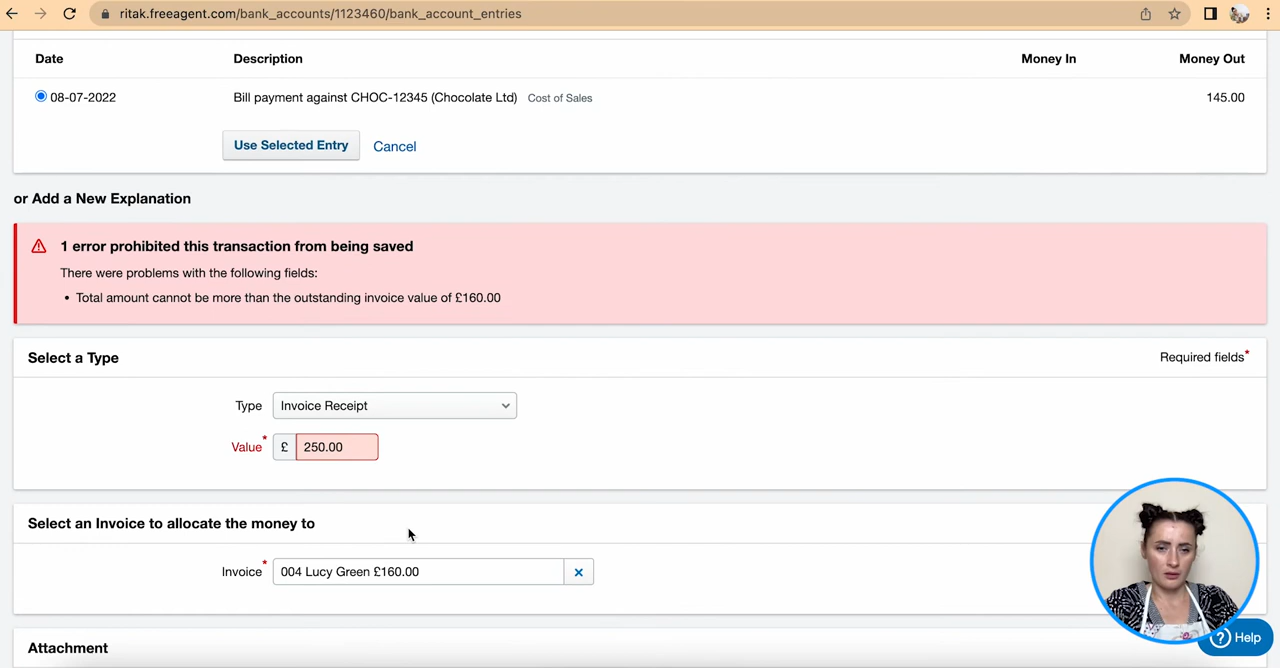 ritak.freeagent.com/bank_accounts/1123460/bank_account_entries
Date Description Money In Money Out
08-07-2022 Bill payment against CHOC-12345 (Chocolate Ltd) Cost of Sales 145.00
Use Selected Entry Cancel
or Add a New Explanation
1 error prohibited this transaction from being saved
There were problems with the following fields:
• Total amount cannot be more than the outstanding invoice value of £160.00
Select a Type Required fields*
Type Invoice Receipt
Value* £ 250.00
Select an Invoice to allocate the money to
Invoice* 004 Lucy Green £160.00 ×
Attachment
? Help